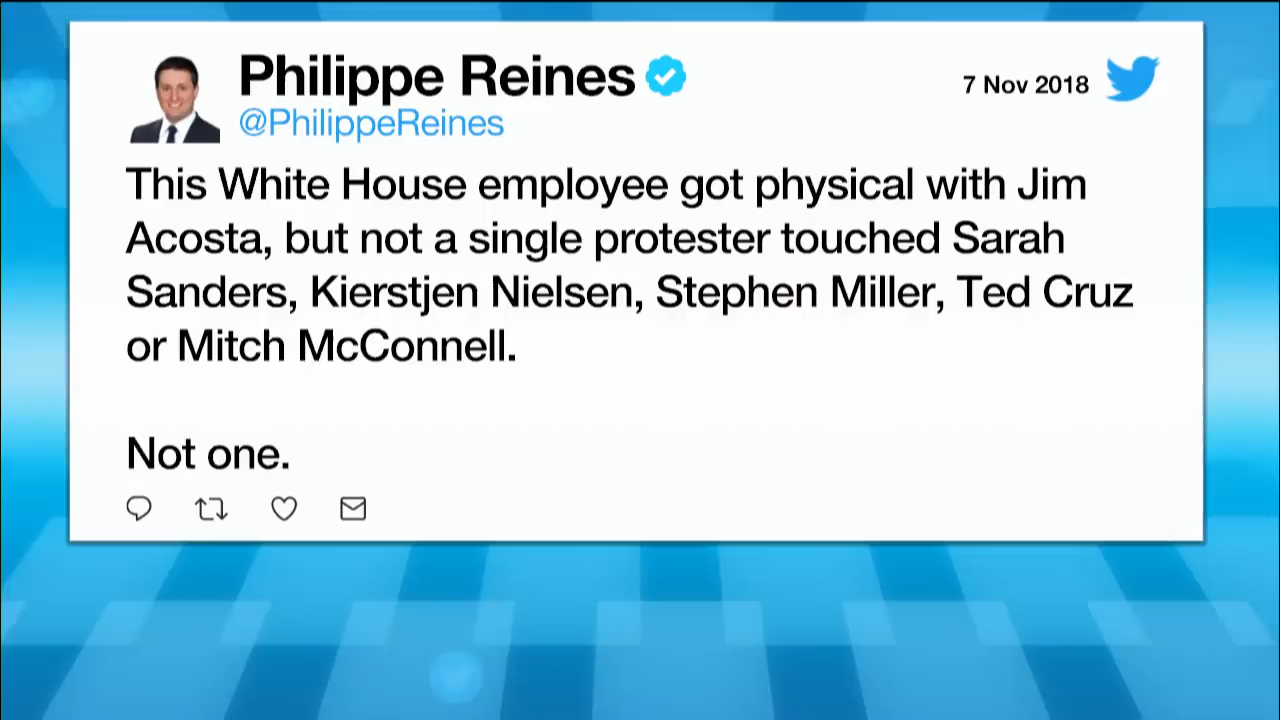 Philippe Reines
7 Nov 2018
@PhilippeReines
This White House employee got physical with Jim
Acosta, but not a single protester touched Sarah
Sanders, Kierstjen Nielsen, Stephen Miller, Ted Cruz
or Mitch McConnell.
Not one.